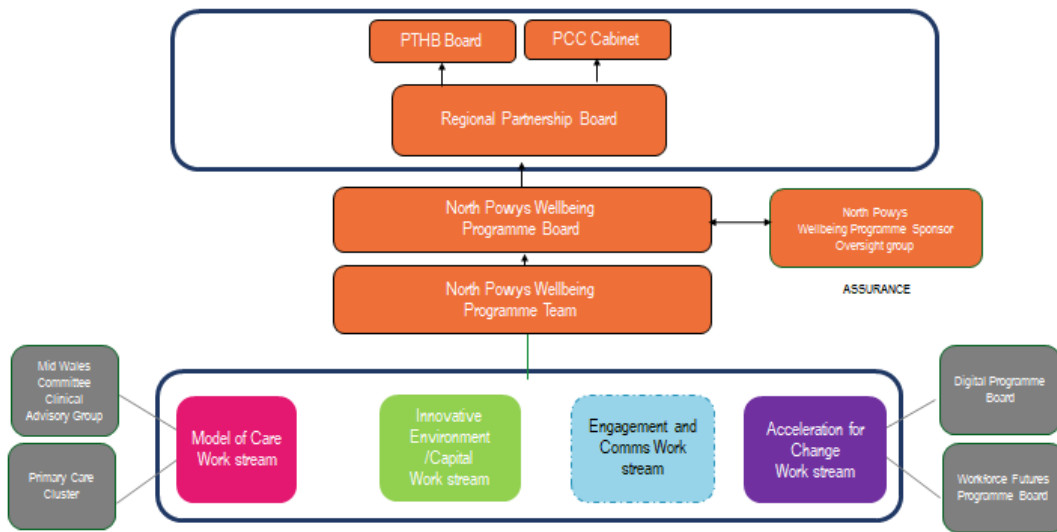 PTHB Board
PCC Cabinet
Regional Partnership Board
North Powys Wellbeing
Programme Board
North Powys
Wellbeing Programme Sponsor
Oversight group
ASSURANCE
North Powys Wellbeing
Programme Team
Mid Wales
Committee
Clinical
Advisory Group
Primary Care
Cluster
Model of Care
Work stream
Innovative
Environment
/Capital
Work stream
Engagement and
Comms Work
stream
Acceleration for
Change
Work stream
Digital Programme
Board
Workforce Futures
Programme Board